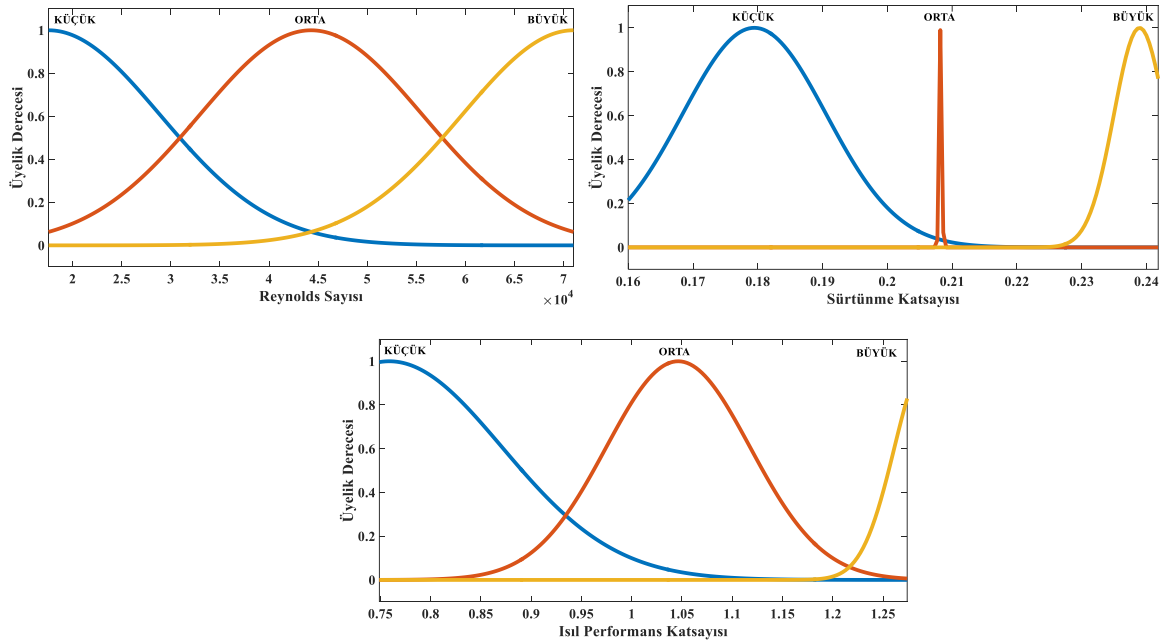 KÜÇÜK ORTA BÜYÜK
1
0.8
0.6
0.4
0.2
0
Üyelik Derecesi
2 2.5 3 3.5 4 4.5 5 5.5 6 6.5 7
×10⁴
Reynolds Sayısı
KÜÇÜK ORTA BÜYÜK
1
0.8
0.6
0.4
0.2
0
Üyelik Derecesi
0.16 0.17 0.18 0.19 0.2 0.21 0.22 0.23 0.24
Sürtünme Katsayısı
KÜÇÜK ORTA BÜYÜK
1
0.8
0.6
0.4
0.2
0
Üyelik Derecesi
0.75 0.8 0.85 0.9 0.95 1 1.05 1.1 1.15 1.2 1.25
Isıl Performans Katsayısı